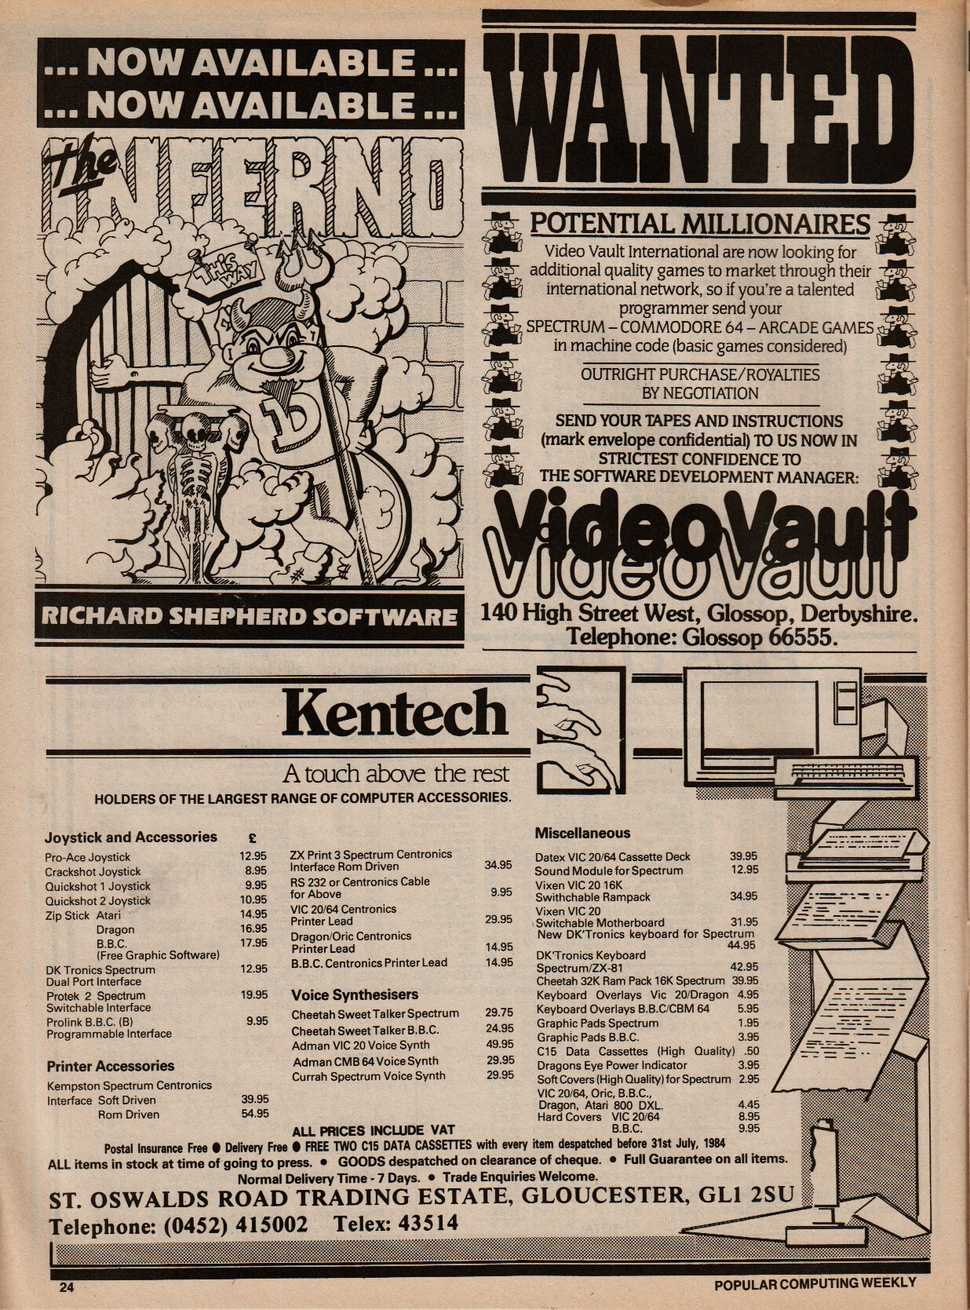 ... NOW AVAILABLE ...
... NOW AVAILABLE ...
the INFERNO
THIS WAY
D
RICHARD SHEPHERD SOFTWARE
WANTED
POTENTIAL MILLIONAIRES
Video Vault International are now looking for
additional quality games to market through their
international network, so if you're a talented
programmer send your
SPECTRUM – COMMODORE 64 – ARCADE GAMES
in machine code (basic games considered)
OUTRIGHT PURCHASE/ROYALTIES
BY NEGOTIATION
SEND YOUR TAPES AND INSTRUCTIONS
(mark envelope confidential) TO US NOW IN
STRICTEST CONFIDENCE TO
THE SOFTWARE DEVELOPMENT MANAGER:
Video Vault
Video Vault
140 High Street West, Glossop, Derbyshire.
Telephone: Glossop 66555.
Kentech
A touch above the rest
HOLDERS OF THE LARGEST RANGE OF COMPUTER ACCESSORIES.
Joystick and Accessories £
Pro-Ace Joystick 12.95
Crackshot Joystick 8.95
Quickshot 1 Joystick 9.95
Quickshot 2 Joystick 10.95
Zip Stick Atari 14.95
Dragon 16.95
B.B.C. 17.95
(Free Graphic Software)
DK Tronics Spectrum 12.95
Dual Port Interface
Protek 2 Spectrum 19.95
Switchable Interface
Prolink B.B.C. (B) 9.95
Programmable Interface
Printer Accessories
Kempston Spectrum Centronics
Interface Soft Driven 39.95
Rom Driven 54.95
ZX Print 3 Spectrum Centronics
Interface Rom Driven 34.95
RS 232 or Centronics Cable
for Above 9.95
VIC 20/64 Centronics
Printer Lead 29.95
Dragon/Oric Centronics
Printer Lead 14.95
B.B.C. Centronics Printer Lead 14.95
Voice Synthesisers
Cheetah Sweet Talker Spectrum 29.75
Cheetah Sweet Talker B.B.C. 24.95
Adman VIC 20 Voice Synth 49.95
Adman CMB 64 Voice Synth 29.95
Currah Spectrum Voice Synth 29.95
Miscellaneous
Datex VIC 20/64 Cassette Deck 39.95
Sound Module for Spectrum 12.95
Vixen VIC 20 16K
Swithchable Rampack 34.95
Vixen VIC 20
Switchable Motherboard 31.95
New DK'Tronics keyboard for Spectrum
44.95
DK'Tronics Keyboard
Spectrum/ZX-81 42.95
Cheetah 32K Ram Pack 16K Spectrum 39.95
Keyboard Overlays Vic 20/Dragon 4.95
Keyboard Overlays B.B.C/CBM 64 5.95
Graphic Pads Spectrum 1.95
Graphic Pads B.B.C. 3.95
C15 Data Cassettes (High Quality) .50
Dragons Eye Power Indicator 3.95
Soft Covers (High Quality) for Spectrum 2.95
VIC 20/64, Oric, B.B.C.,
Dragon, Atari 800 DXL. 4.45
Hard Covers VIC 20/64 8.95
B.B.C. 9.95
ALL PRICES INCLUDE VAT
Postal Insurance Free ● Delivery Free ● FREE TWO C15 DATA CASSETTES with every item despatched before 31st July, 1984
ALL items in stock at time of going to press. ● GOODS despatched on clearance of cheque. ● Full Guarantee on all items.
Normal Delivery Time - 7 Days. ● Trade Enquiries Welcome.
ST. OSWALDS ROAD TRADING ESTATE, GLOUCESTER, GL1 2SU
Telephone: (0452) 415002 Telex: 43514
24
POPULAR COMPUTING WEEKLY